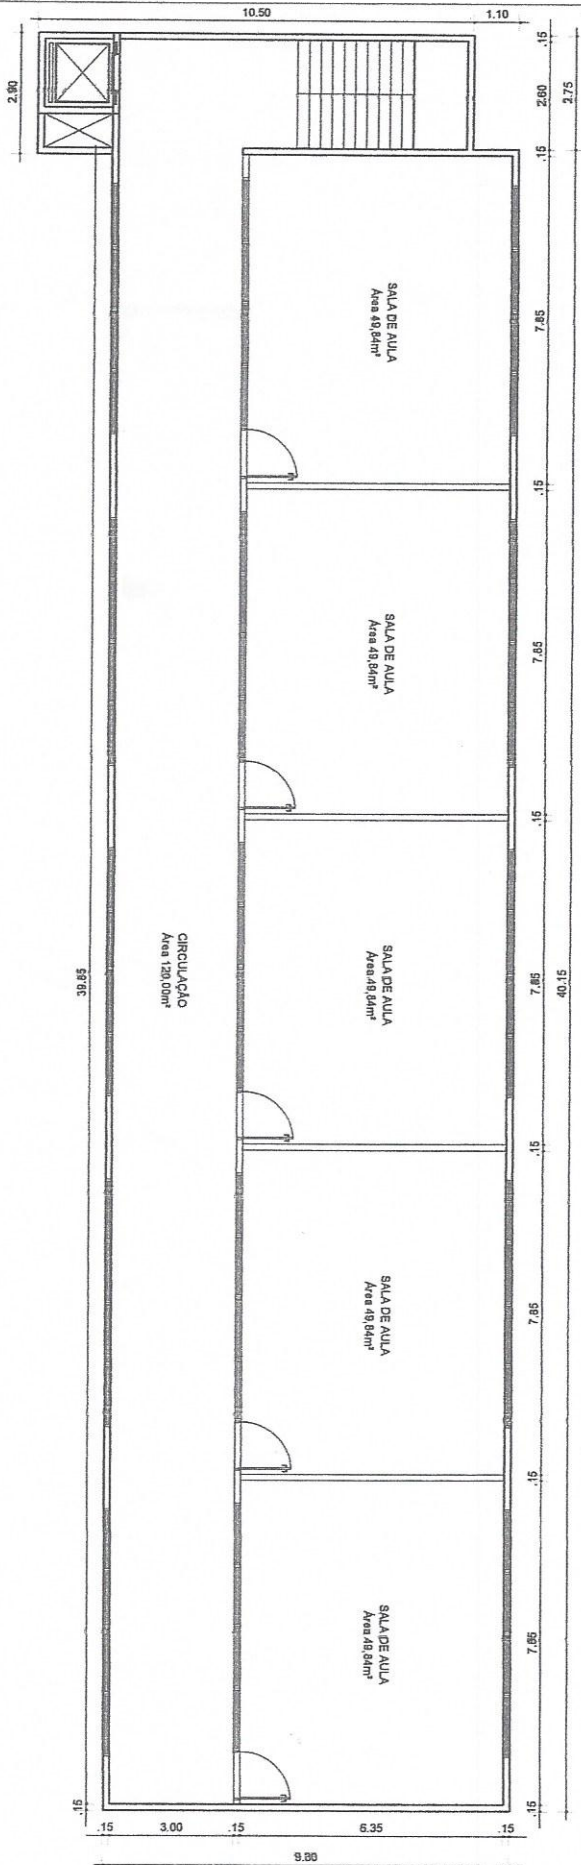 10.50
1.10
2.90
.15
2.60
2.75
.15
SALA DE AULA
Área 49,84m²
7.85
.15
SALA DE AULA
Área 49,84m²
7.85
.15
CIRCULAÇÃO
Área 120,00m²
SALA DE AULA
Área 49,84m²
7.85
39.85
40.15
.15
SALA DE AULA
Área 49,84m²
7.85
.15
SALA DE AULA
Área 49,84m²
7.85
.15
.15
.15
3.00
.15
6.35
.15
9.80